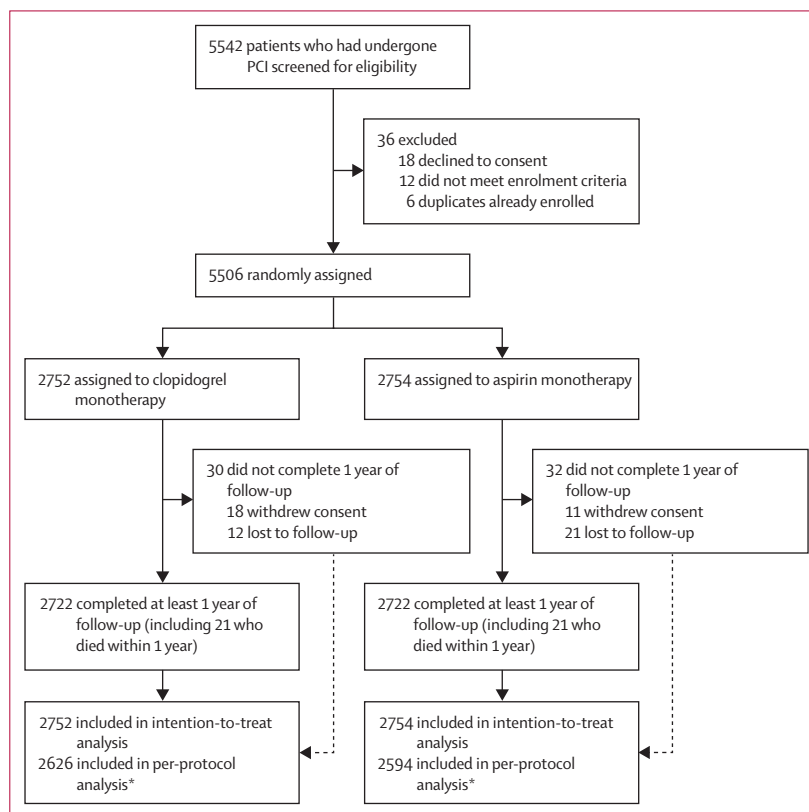 5542 patients who had undergone
PCI screened for eligibility
36 excluded
18 declined to consent
12 did not meet enrolment criteria
6 duplicates already enrolled
5506 randomly assigned
2752 assigned to clopidogrel
monotherapy
2754 assigned to aspirin monotherapy
30 did not complete 1 year of
follow-up
18 withdrew consent
12 lost to follow-up
32 did not complete 1 year of
follow-up
11 withdrew consent
21 lost to follow-up
2722 completed at least 1 year of
follow-up (including 21 who
died within 1 year)
2722 completed at least 1 year of
follow-up (including 21 who
died within 1 year)
2752 included in intention-to-treat
analysis
2626 included in per-protocol
analysis*
2754 included in intention-to-treat
analysis
2594 included in per-protocol
analysis*